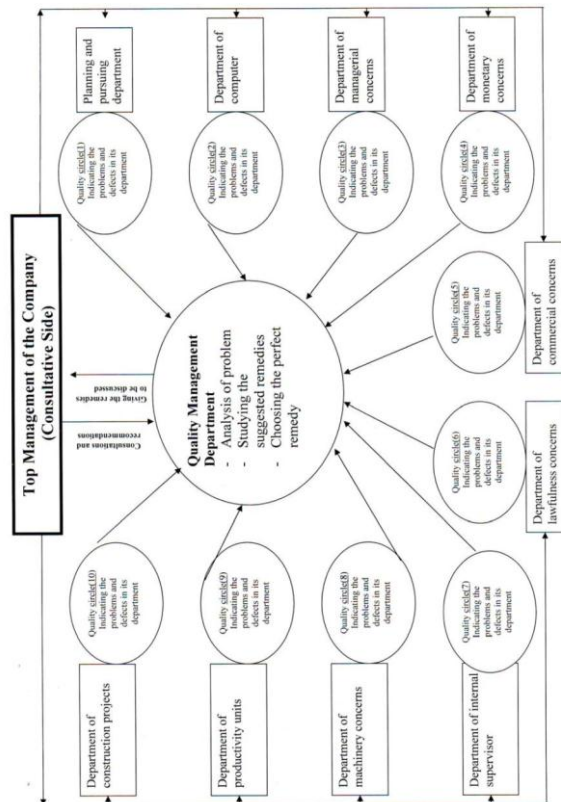 Top Management of the Company
(Consultative Side)
Consultations and
recommendations
Giving the remedies
to be discussed
Quality Management
Department
- Analysis of problem
- Studying the
suggested remedies
- Choosing the perfect
remedy
Planning and
pursuing
department
Quality circle(1)
Indicating the
problems and
defects in its
department
Department of
computer
Quality circle(2)
Indicating the
problems and
defects in its
department
Department of
managerial
concerns
Quality circle(3)
Indicating the
problems and
defects in its
department
Department of
monetary
concerns
Quality circle(4)
Indicating the
problems and
defects in its
department
Quality circle(5)
Indicating the
problems and
defects in its
department
Department of
commercial concerns
Quality circle(6)
Indicating the
problems and
defects in its
department
Department of
lawfulness concerns
Quality circle(7)
Indicating the
problems and
defects in its
department
Department of internal
supervisor
Quality circle(8)
Indicating the
problems and
defects in its
department
Department of
machinery concerns
Quality circle(9)
Indicating the
problems and
defects in its
department
Department of
productivity units
Quality circle(10)
Indicating the
problems and
defects in its
department
Department of
construction projects